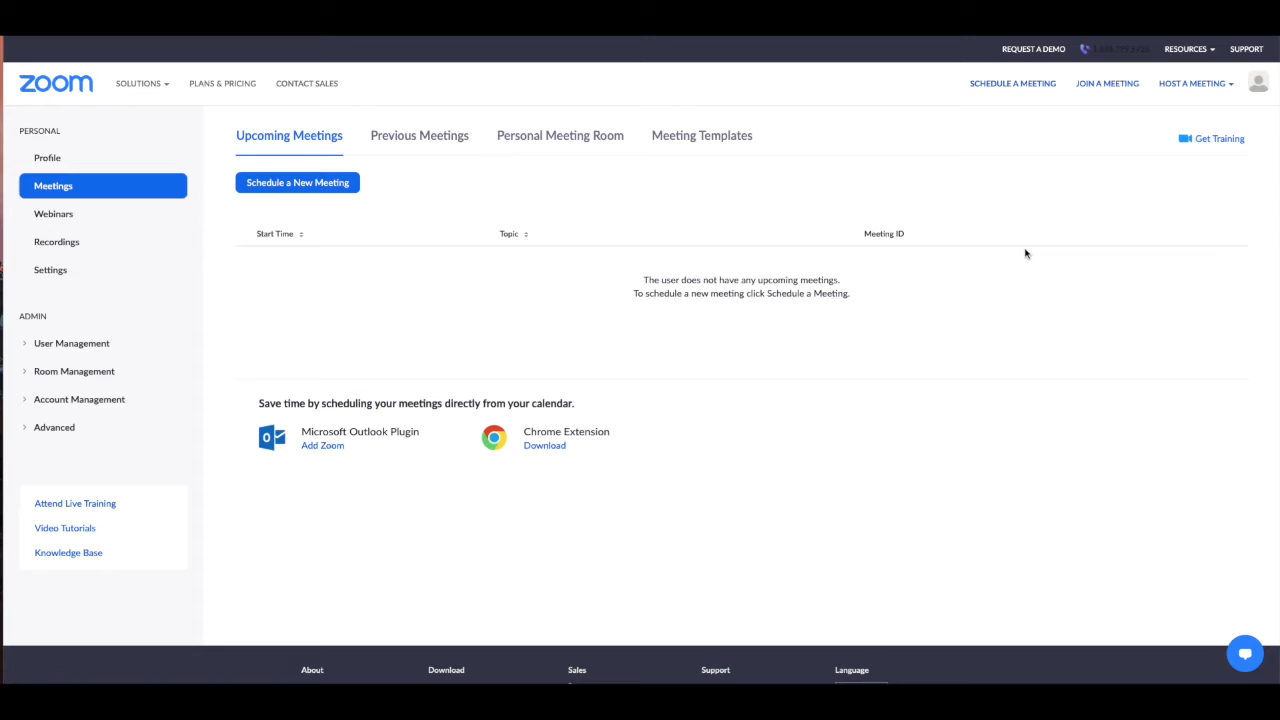 REQUEST A DEMO RESOURCES SUPPORT
zoom SOLUTIONS PLANS & PRICING CONTACT SALES SCHEDULE A MEETING JOIN A MEETING HOST A MEETING
PERSONAL
Profile
Meetings
Webinars
Recordings
Settings
ADMIN
User Management
Room Management
Account Management
Advanced
Attend Live Training
Video Tutorials
Knowledge Base
Upcoming Meetings Previous Meetings Personal Meeting Room Meeting Templates
Get Training
Schedule a New Meeting
Start Time Topic Meeting ID
The user does not have any upcoming meetings.
To schedule a new meeting click Schedule a Meeting.
Save time by scheduling your meetings directly from your calendar.
Microsoft Outlook Plugin
Add Zoom
Chrome Extension
Download
About Download Sales Support Language